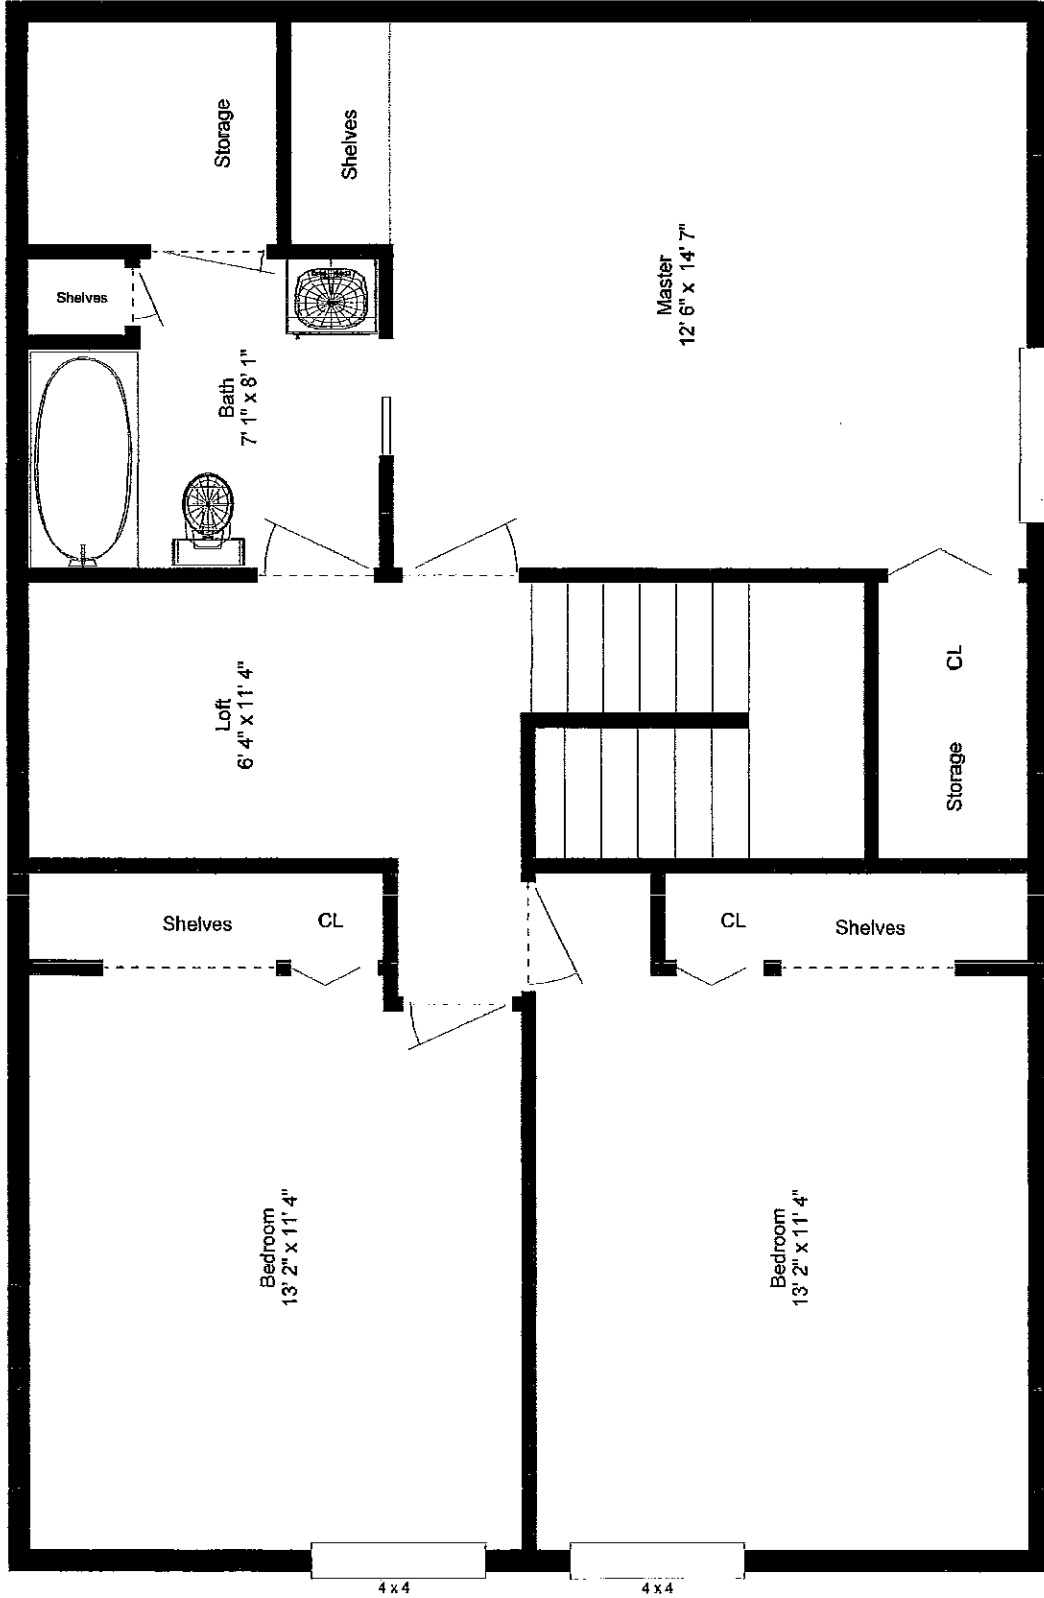 Storage
Shelves
Shelves
Master
12' 6" x 14' 7"
Bath
7' 1" x 8' 1"
Loft
6' 4" x 11' 4"
CL
Storage
Shelves
CL
CL
Shelves
Bedroom
13' 2" x 11' 4"
Bedroom
13' 2" x 11' 4"
4 x 4
4 x 4